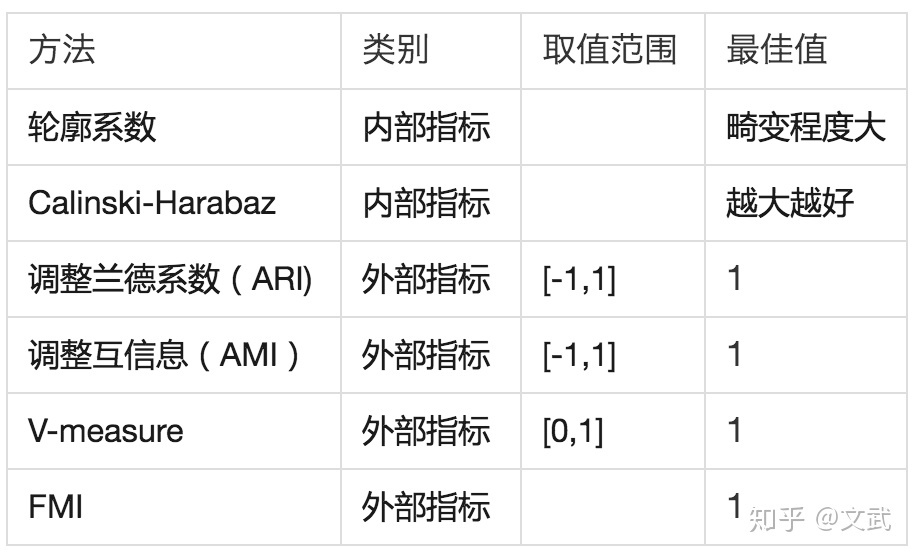 方法 类别 取值范围 最佳值
轮廓系数 内部指标 畸变程度大
Calinski-Harabaz 内部指标 越大越好
调整兰德系数（ARI) 外部指标 [-1,1] 1
调整互信息（AMI） 外部指标 [-1,1] 1
V-measure 外部指标 [0,1] 1
FMI 外部指标 1
知乎 @文武